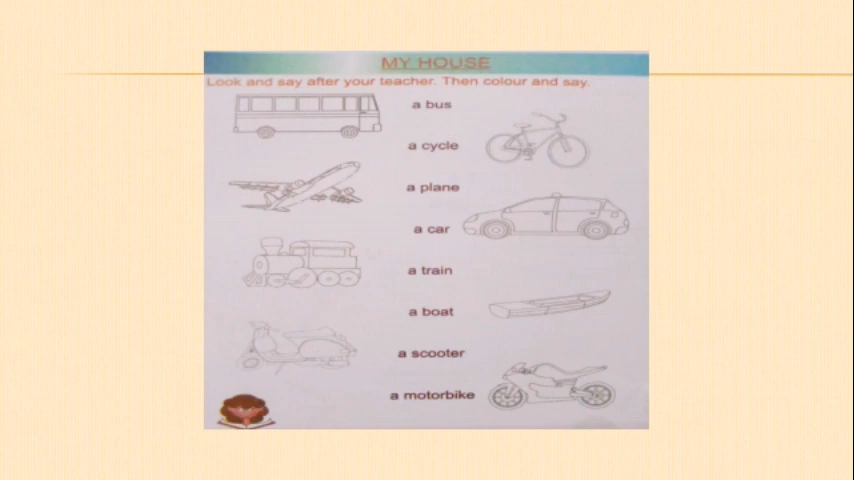 MY HOUSE
Look and say after your teacher. Then colour and say.
a bus
a cycle
a plane
a car
a train
a boat
a scooter
a motorbike